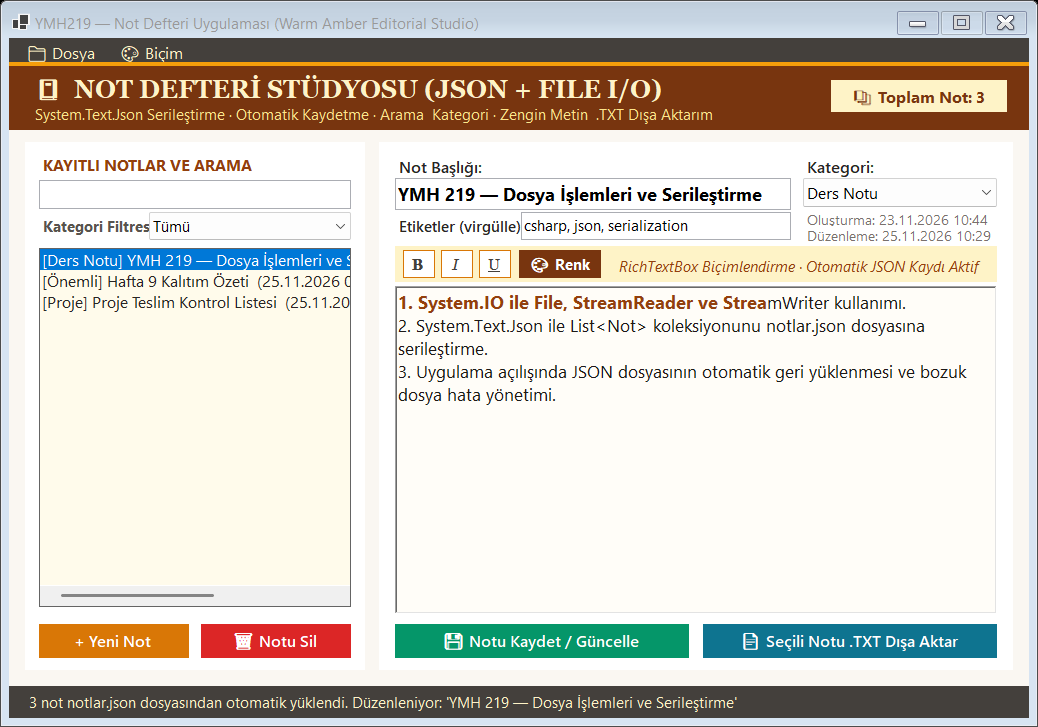 YMH219 — Not Defteri Uygulaması (Warm Amber Editorial Studio)
Dosya Biçim
NOT DEFTERİ STÜDYOSU (JSON + FILE I/O)
System.Text.Json Serileştirme · Otomatik Kaydetme · Arama Kategori · Zengin Metin .TXT Dışa Aktarım
Toplam Not: 3
KAYITLI NOTLAR VE ARAMA
Kategori Filtres
Tümü
[Ders Notu] YMH 219 — Dosya İşlemleri ve S
[Önemli] Hafta 9 Kalıtım Özeti (25.11.2026 0
[Proje] Proje Teslim Kontrol Listesi (25.11.20
+ Yeni Not
Notu Sil
Not Başlığı:
YMH 219 — Dosya İşlemleri ve Serileştirme
Kategori:
Ders Notu
Etiketler (virgülle)
csharp, json, serialization
Oluşturma: 23.11.2026 10:44
Düzenleme: 25.11.2026 10:29
B I U Renk RichTextBox Biçimlendirme · Otomatik JSON Kaydı Aktif
1. System.IO ile File, StreamReader ve StreamWriter kullanımı.
2. System.Text.Json ile List<Not> koleksiyonunu notlar.json dosyasına
serileştirme.
3. Uygulama açılışında JSON dosyasının otomatik geri yüklenmesi ve bozuk
dosya hata yönetimi.
Notu Kaydet / Güncelle
Seçili Notu .TXT Dışa Aktar
3 not notlar.json dosyasından otomatik yüklendi. Düzenleniyor: 'YMH 219 — Dosya İşlemleri ve Serileştirme'